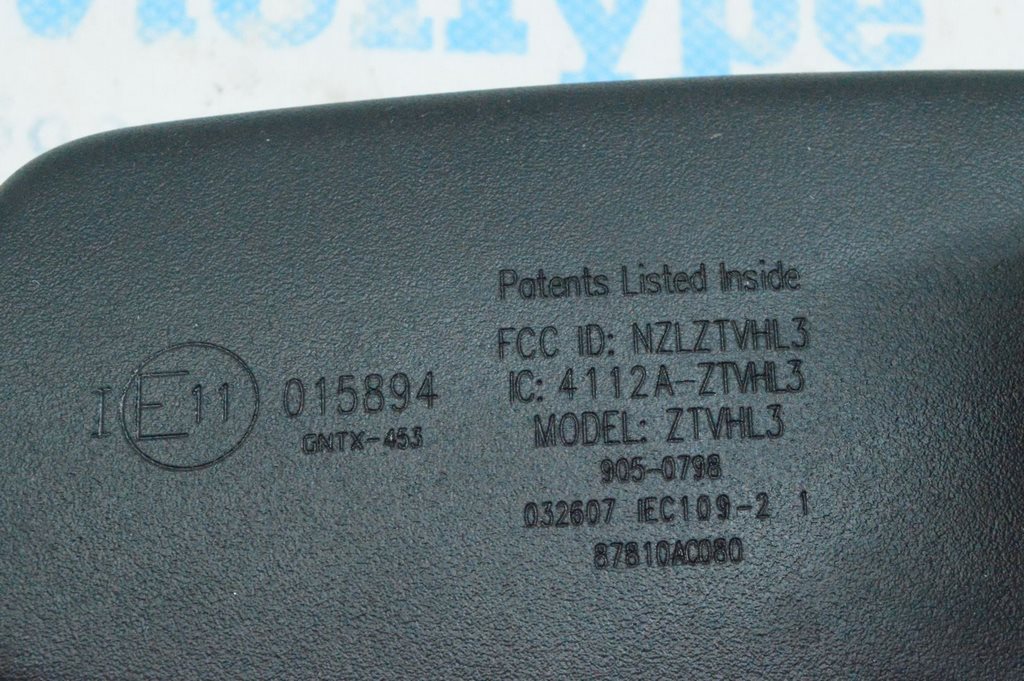 Patents Listed Inside
FCC ID: NZLZTVHL3
IC: 4112A-ZTVHL3
MODEL: ZTVHL3
905-0798
032607 IEC109-2 1
87810AC080
I E11 015894
GNTX-453